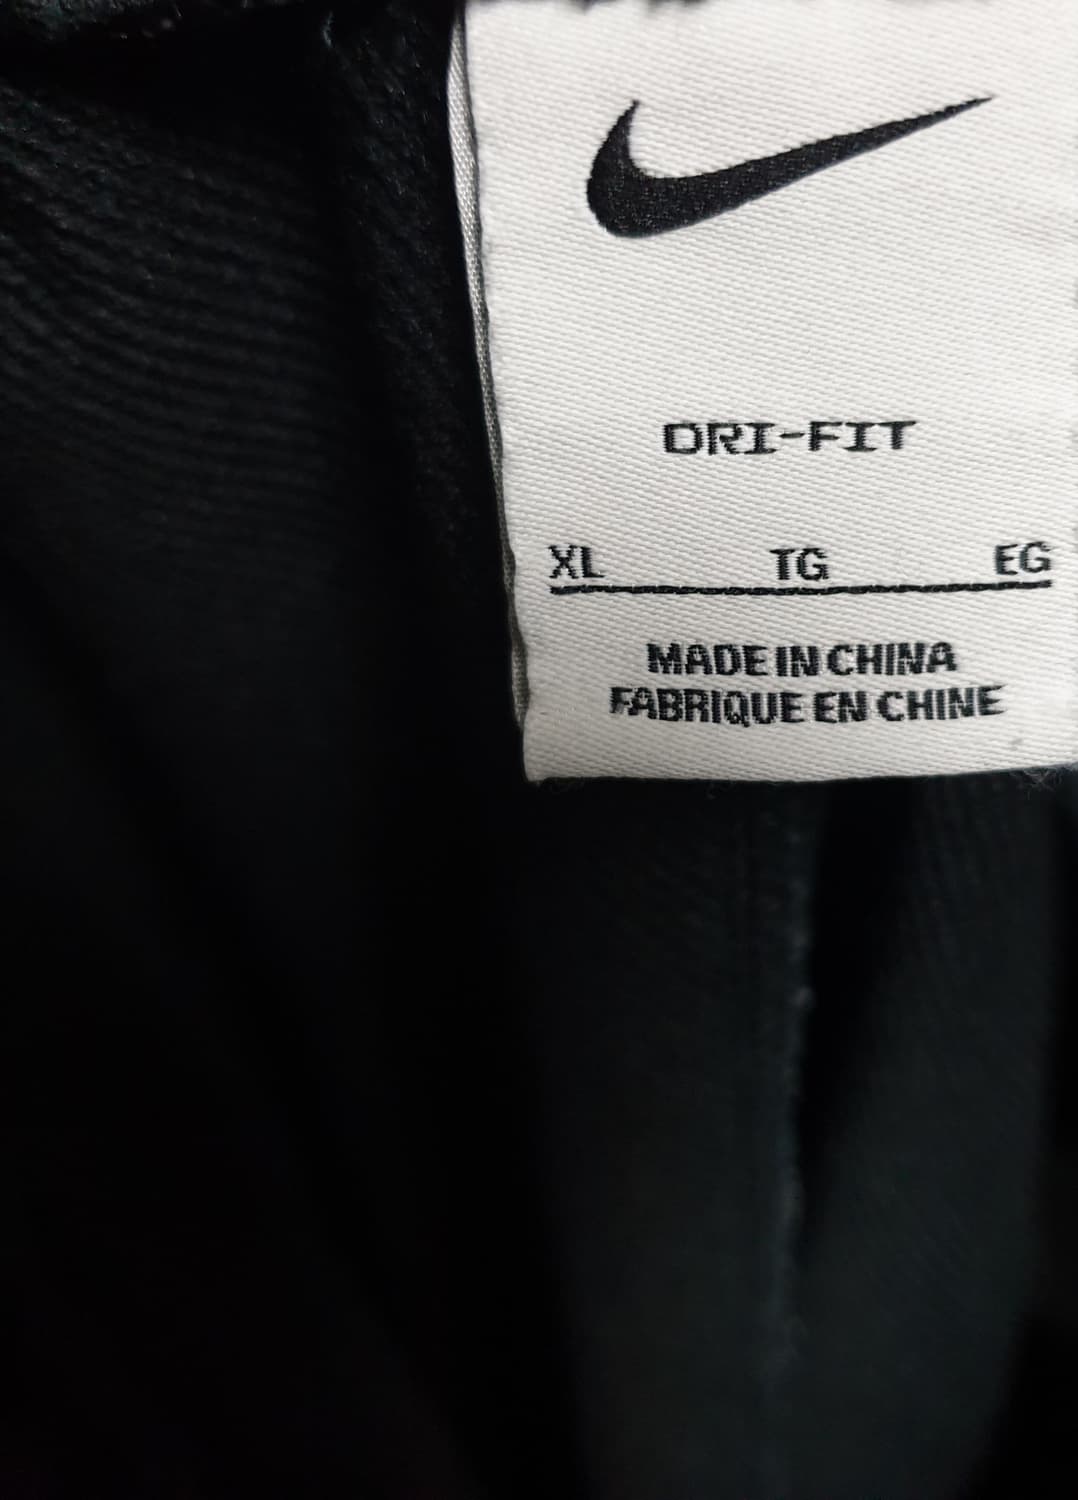 DRI-FIT
XL TG EG
MADE IN CHINA
FABRIQUE EN CHINE